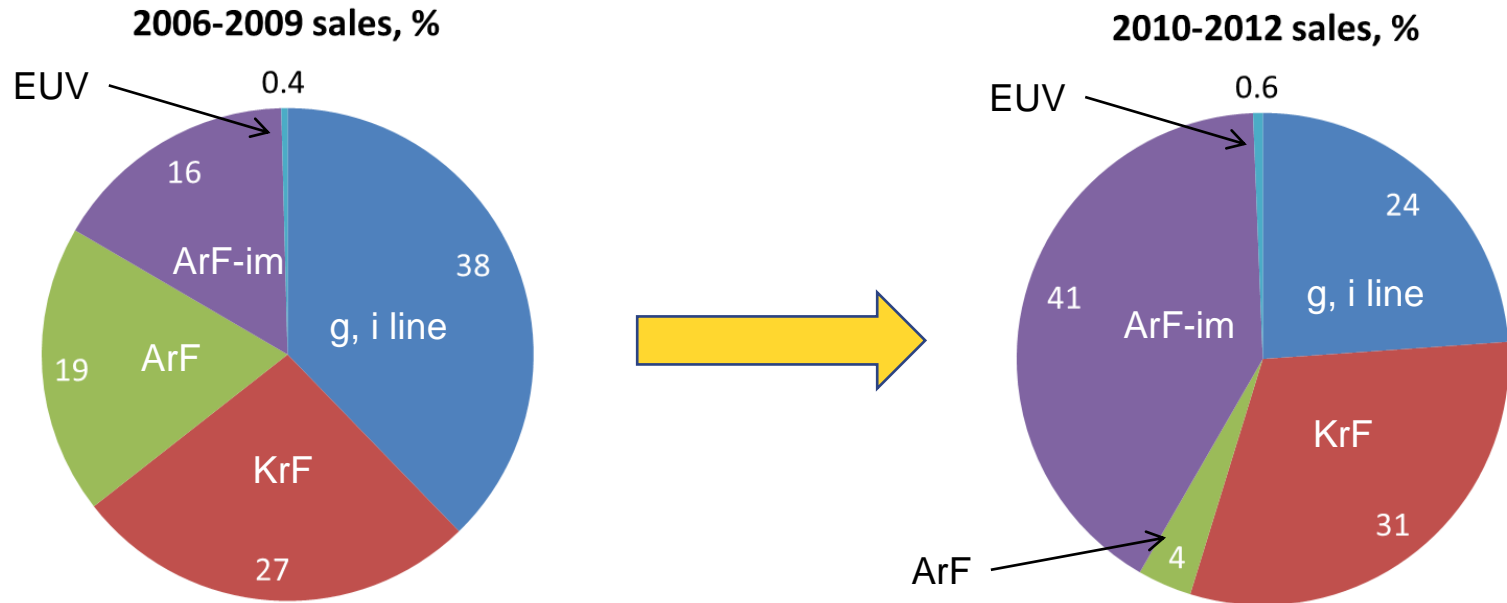 2006-2009 sales, %
EUV
0.4
16
ArF-im
38
g, i line
19
ArF
KrF
27
2010-2012 sales, %
EUV
0.6
24
g, i line
41
ArF-im
KrF
31
4
ArF